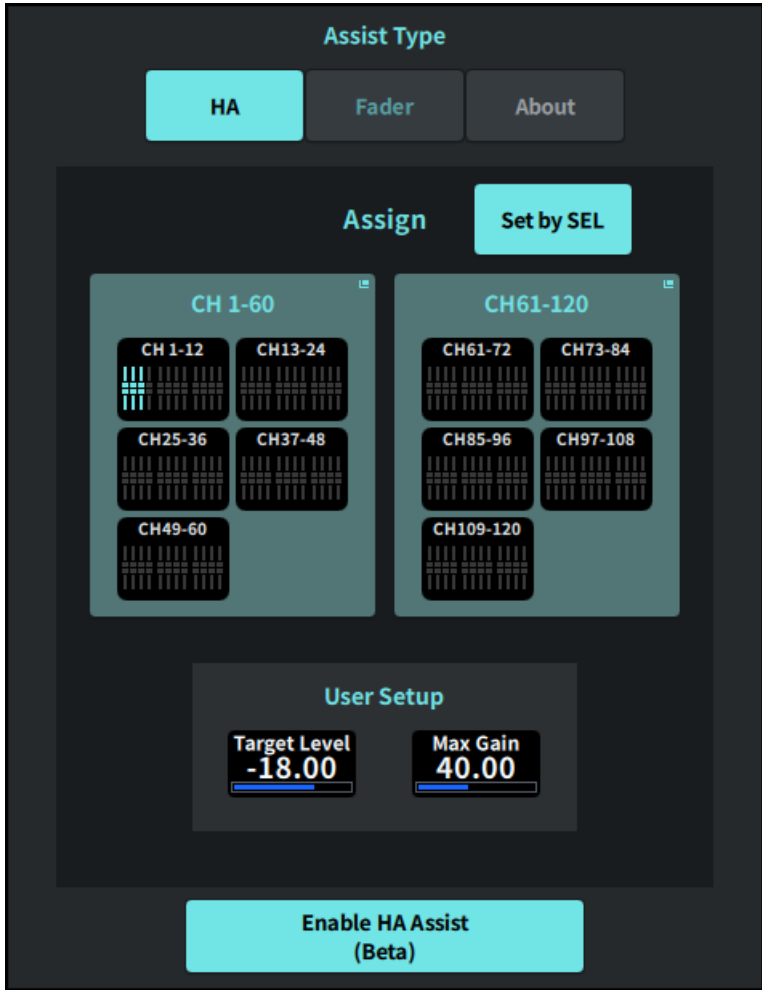 Assist Type
HA
Fader
About
Assign
Set by SEL
CH 1-60
CH 1-12
CH13-24
CH25-36
CH37-48
CH49-60
CH61-120
CH61-72
CH73-84
CH85-96
CH97-108
CH109-120
User Setup
Target Level
-18.00
Max Gain
40.00
Enable HA Assist
(Beta)